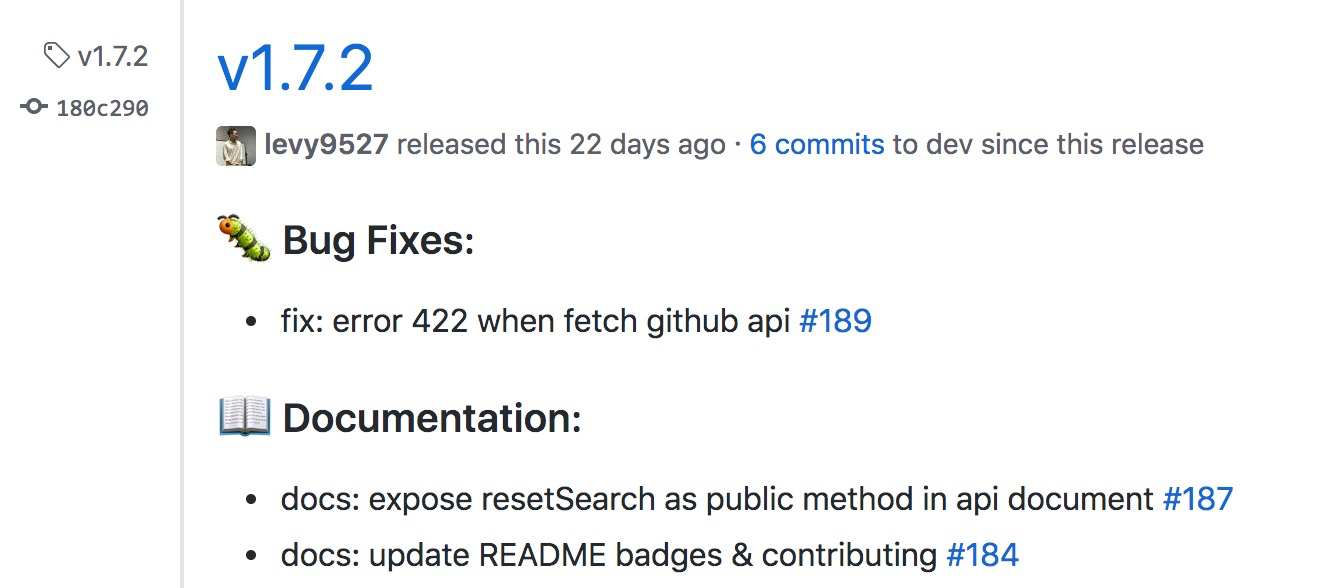 v1.7.2
180c290
v1.7.2
levy9527 released this 22 days ago · 6 commits to dev since this release
Bug Fixes:
• fix: error 422 when fetch github api #189
Documentation:
• docs: expose resetSearch as public method in api document #187
• docs: update README badges & contributing #184